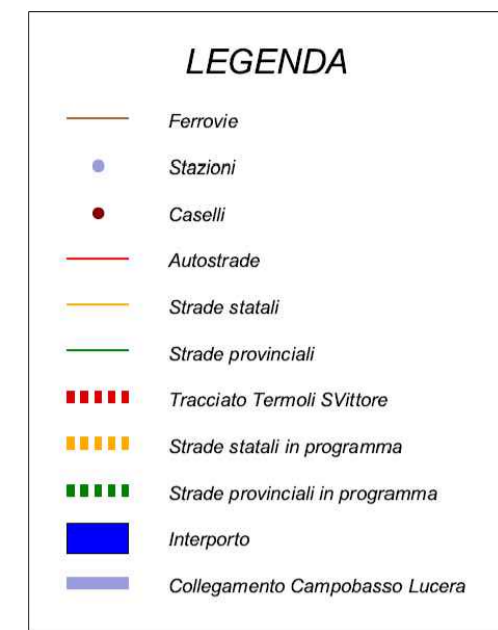 LEGENDA
Ferrovie
Stazioni
Caselli
Autostrade
Strade statali
Strade provinciali
Tracciato Termoli SVittore
Strade statali in programma
Strade provinciali in programma
Interporto
Collegamento Campobasso Lucera